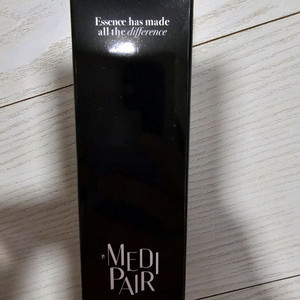 Essence has made
all the difference
MEDI
PAIR